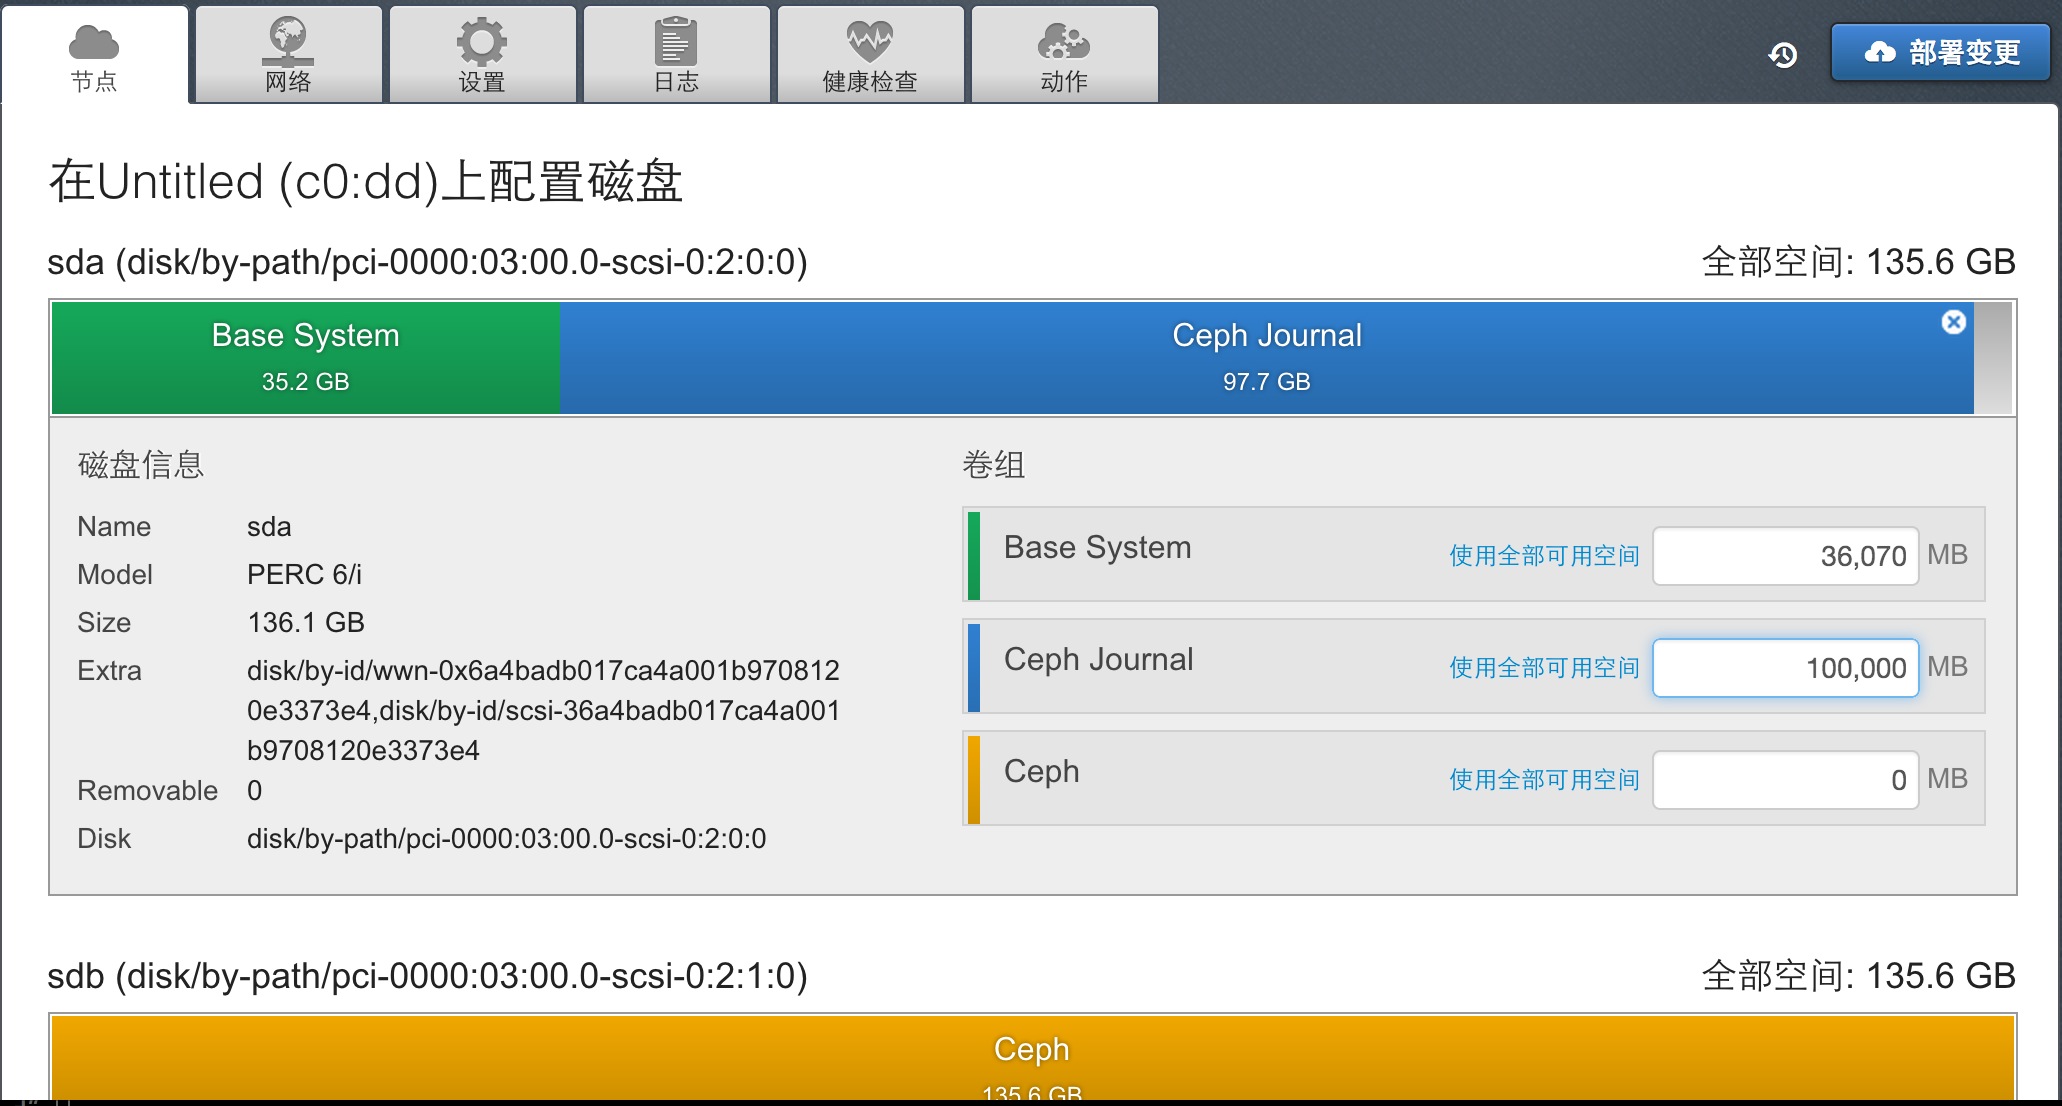 节点 网络 设置 日志 健康检查 动作 部署变更
在Untitled (c0:dd)上配置磁盘
sda (disk/by-path/pci-0000:03:00.0-scsi-0:2:0:0) 全部空间: 135.6 GB
Base System Ceph Journal
35.2 GB 97.7 GB
磁盘信息
Name sda
Model PERC 6/i
Size 136.1 GB
Extra disk/by-id/wwn-0x6a4badb017ca4a001b970812
0e3373e4,disk/by-id/scsi-36a4badb017ca4a001
b9708120e3373e4
Removable 0
Disk disk/by-path/pci-0000:03:00.0-scsi-0:2:0:0
卷组
Base System 使用全部可用空间 36,070 MB
Ceph Journal 使用全部可用空间 100,000 MB
Ceph 使用全部可用空间 0 MB
sdb (disk/by-path/pci-0000:03:00.0-scsi-0:2:1:0) 全部空间: 135.6 GB
Ceph
135.6 GB